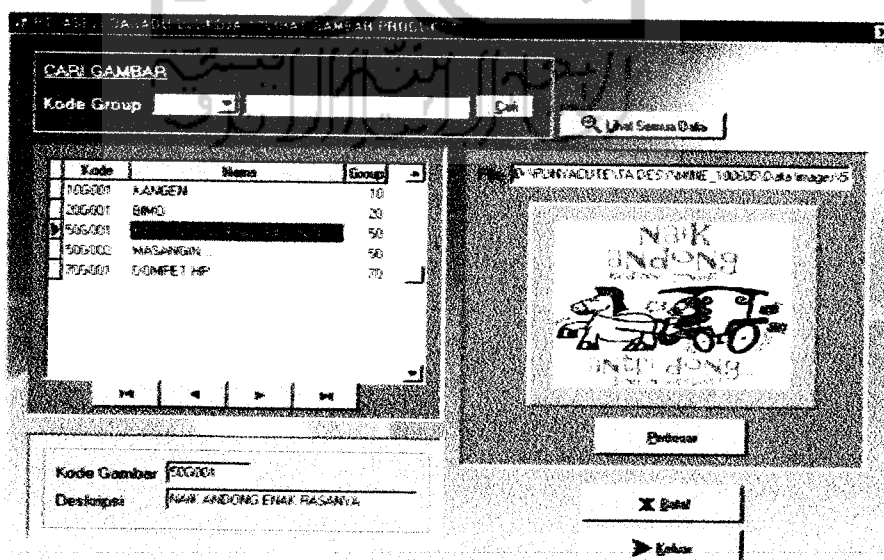 CARI GAMBAR
Kode Group
Cari
Lihat Semua Data
Kode Nama Group
10G001 KANGEN 10
20G001 BIMO 20
50G001 50
50G002 MASANGIN 50
70G001 DOMPET HP 70
File
NaiK
aNdoNG
Perbesar
Kode Gambar 50G001
Deskripsi NAIK ANDONG ENAK RASANYA
Batal
Keluar